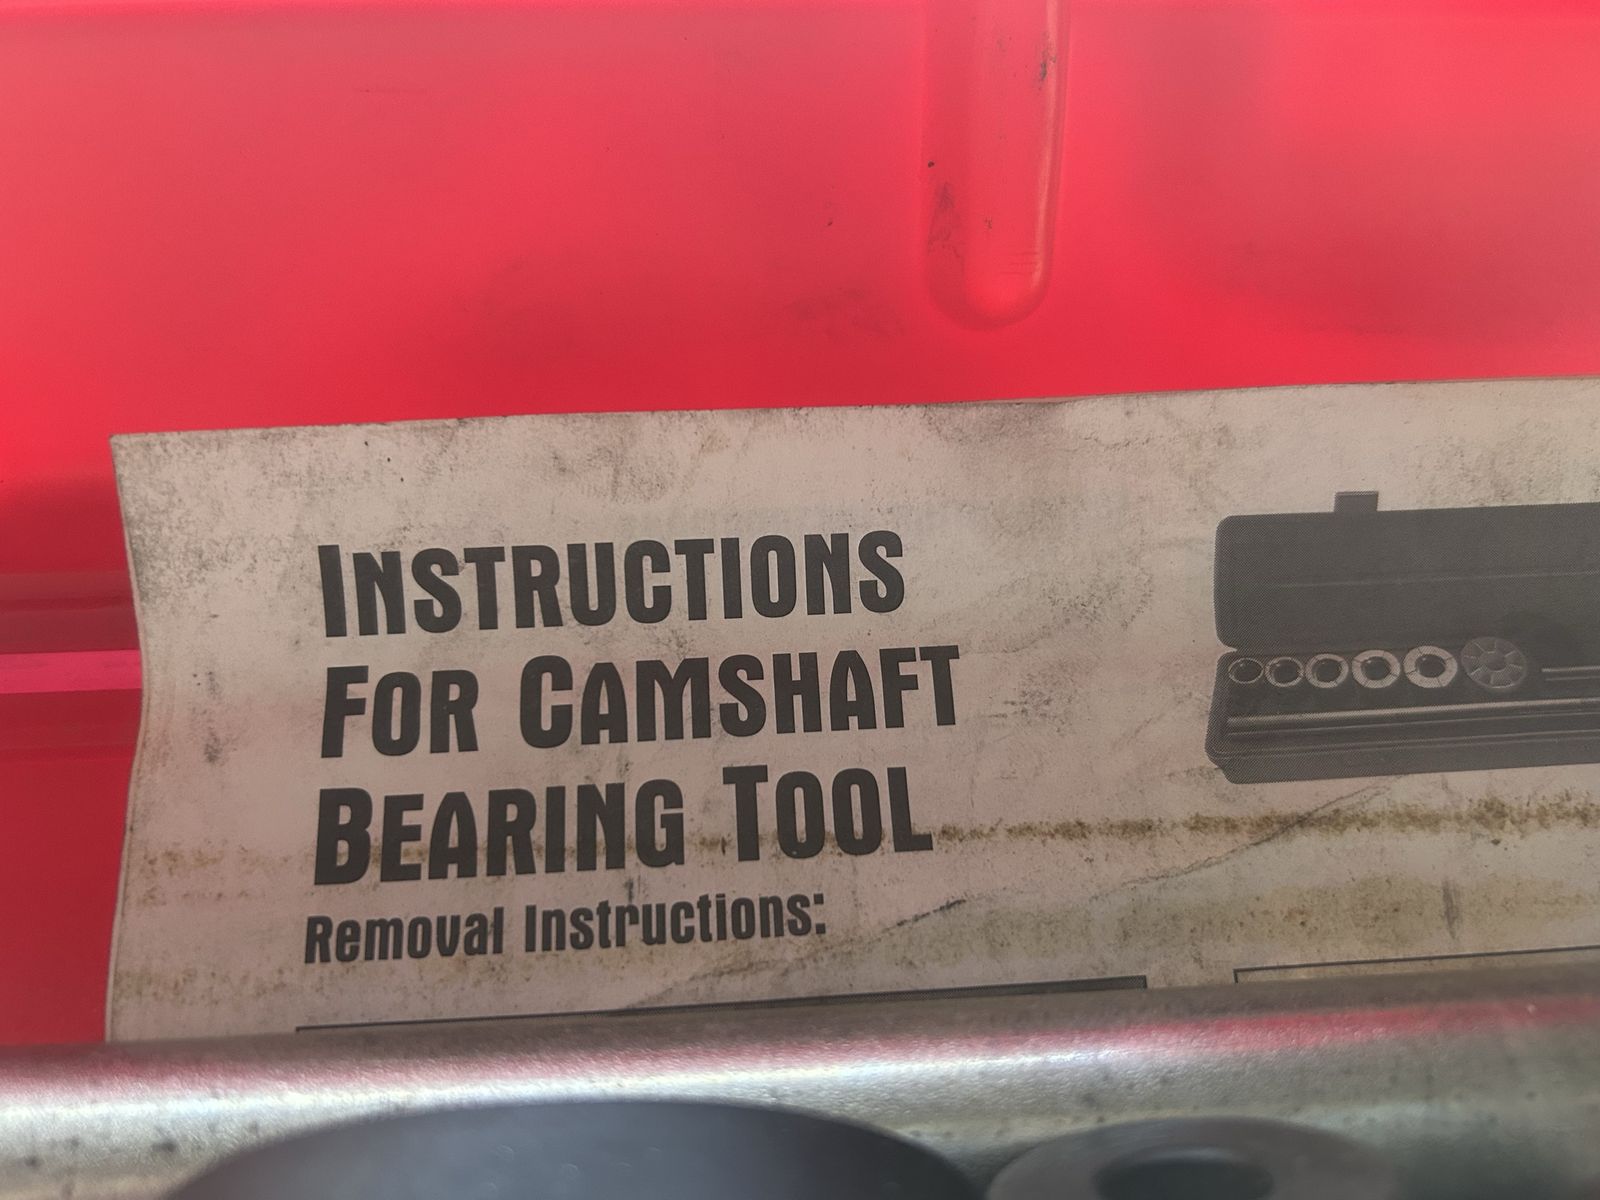 INSTRUCTIONS
FOR CAMSHAFT
BEARING TOOL
Removal Instructions: